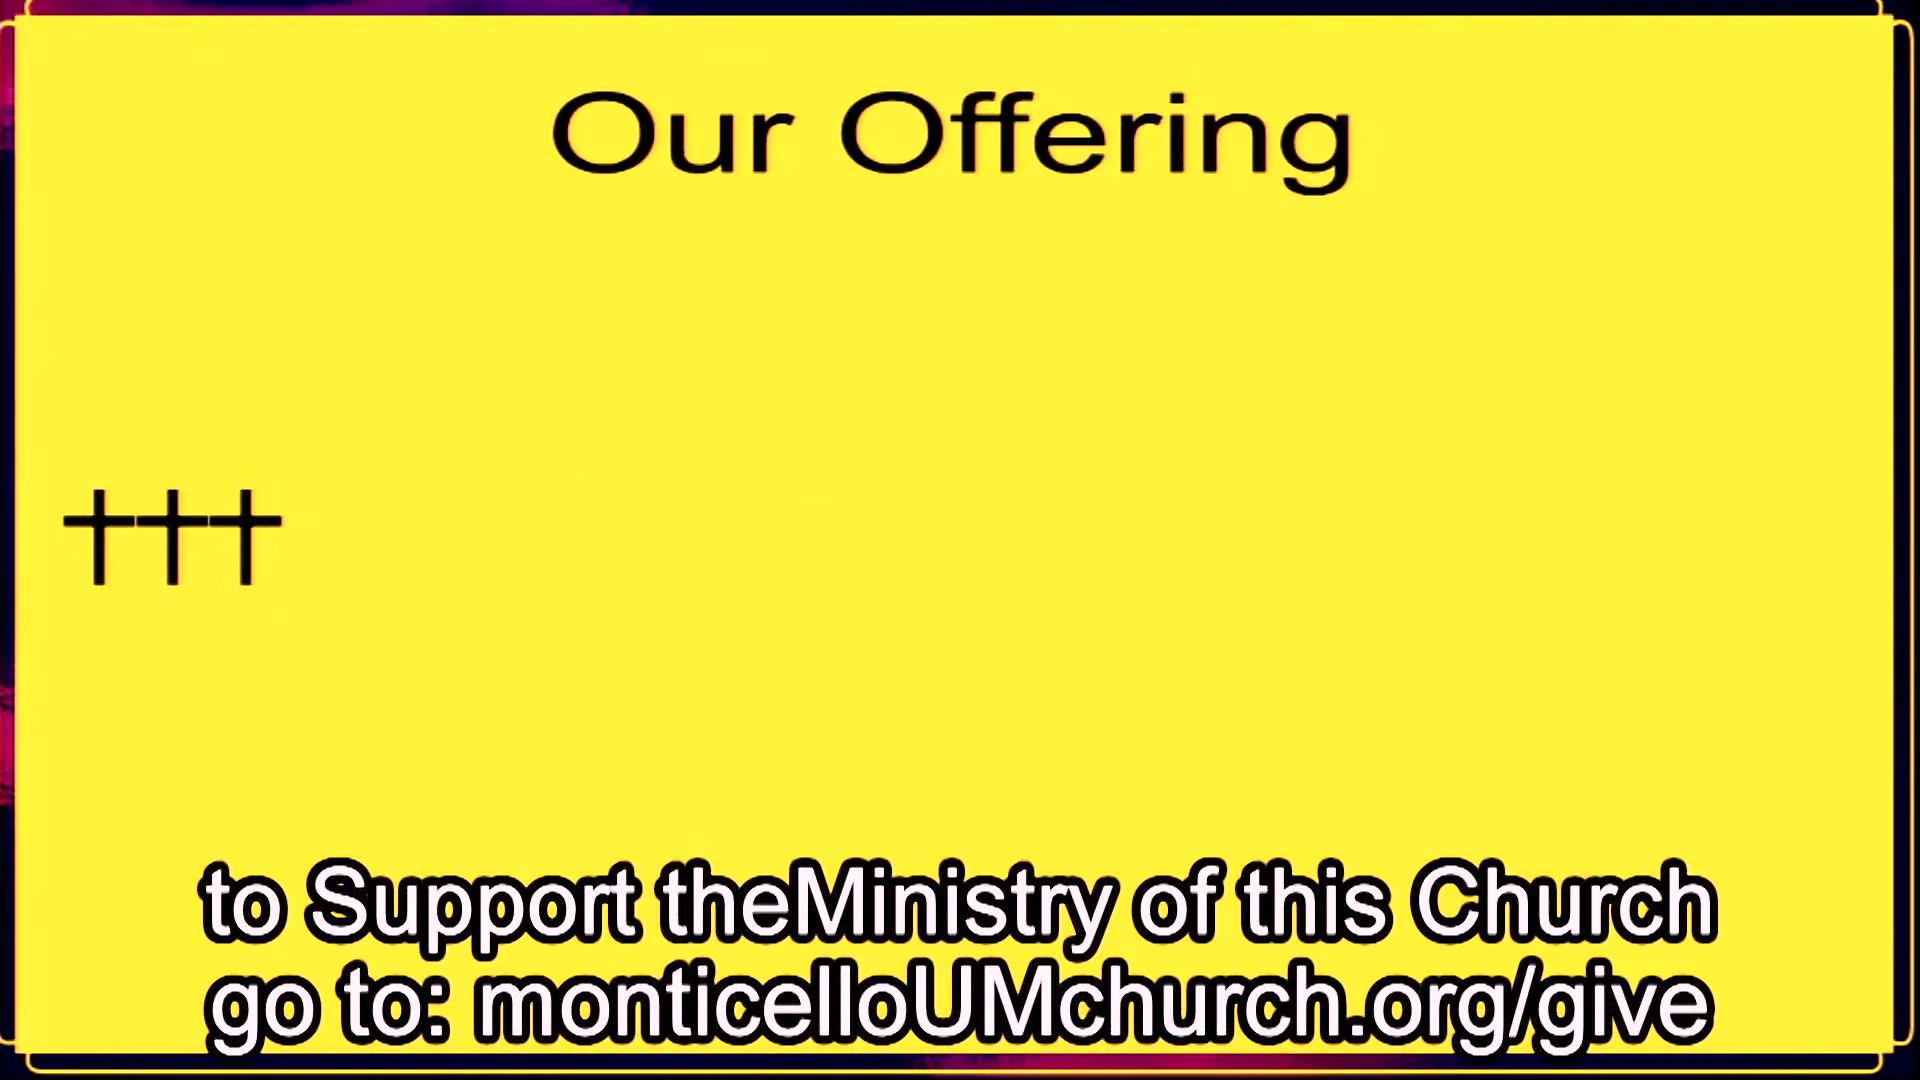 Our Offering
†††
to Support theMinistry of this Church
go to: monticelloUMchurch.org/give